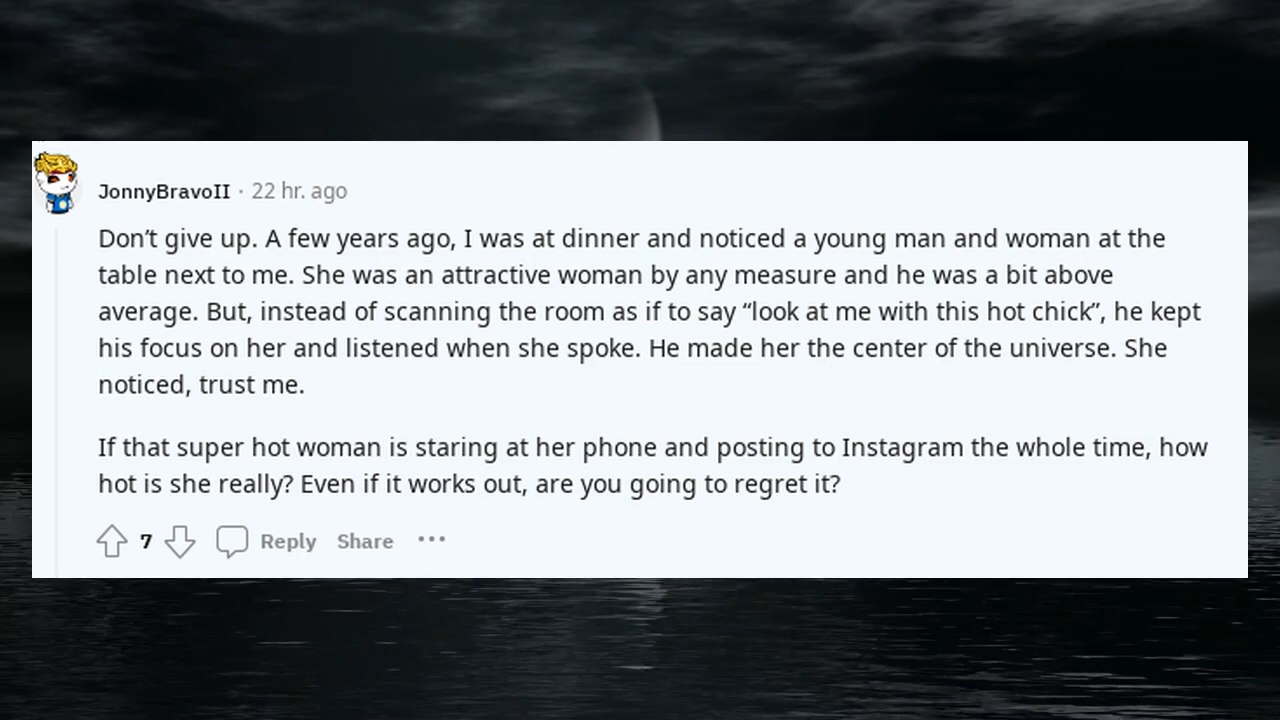 JonnyBravoII · 22 hr. ago
Don’t give up. A few years ago, I was at dinner and noticed a young man and woman at the
table next to me. She was an attractive woman by any measure and he was a bit above
average. But, instead of scanning the room as if to say “look at me with this hot chick”, he kept
his focus on her and listened when she spoke. He made her the center of the universe. She
noticed, trust me.
If that super hot woman is staring at her phone and posting to Instagram the whole time, how
hot is she really? Even if it works out, are you going to regret it?
7 Reply Share ···